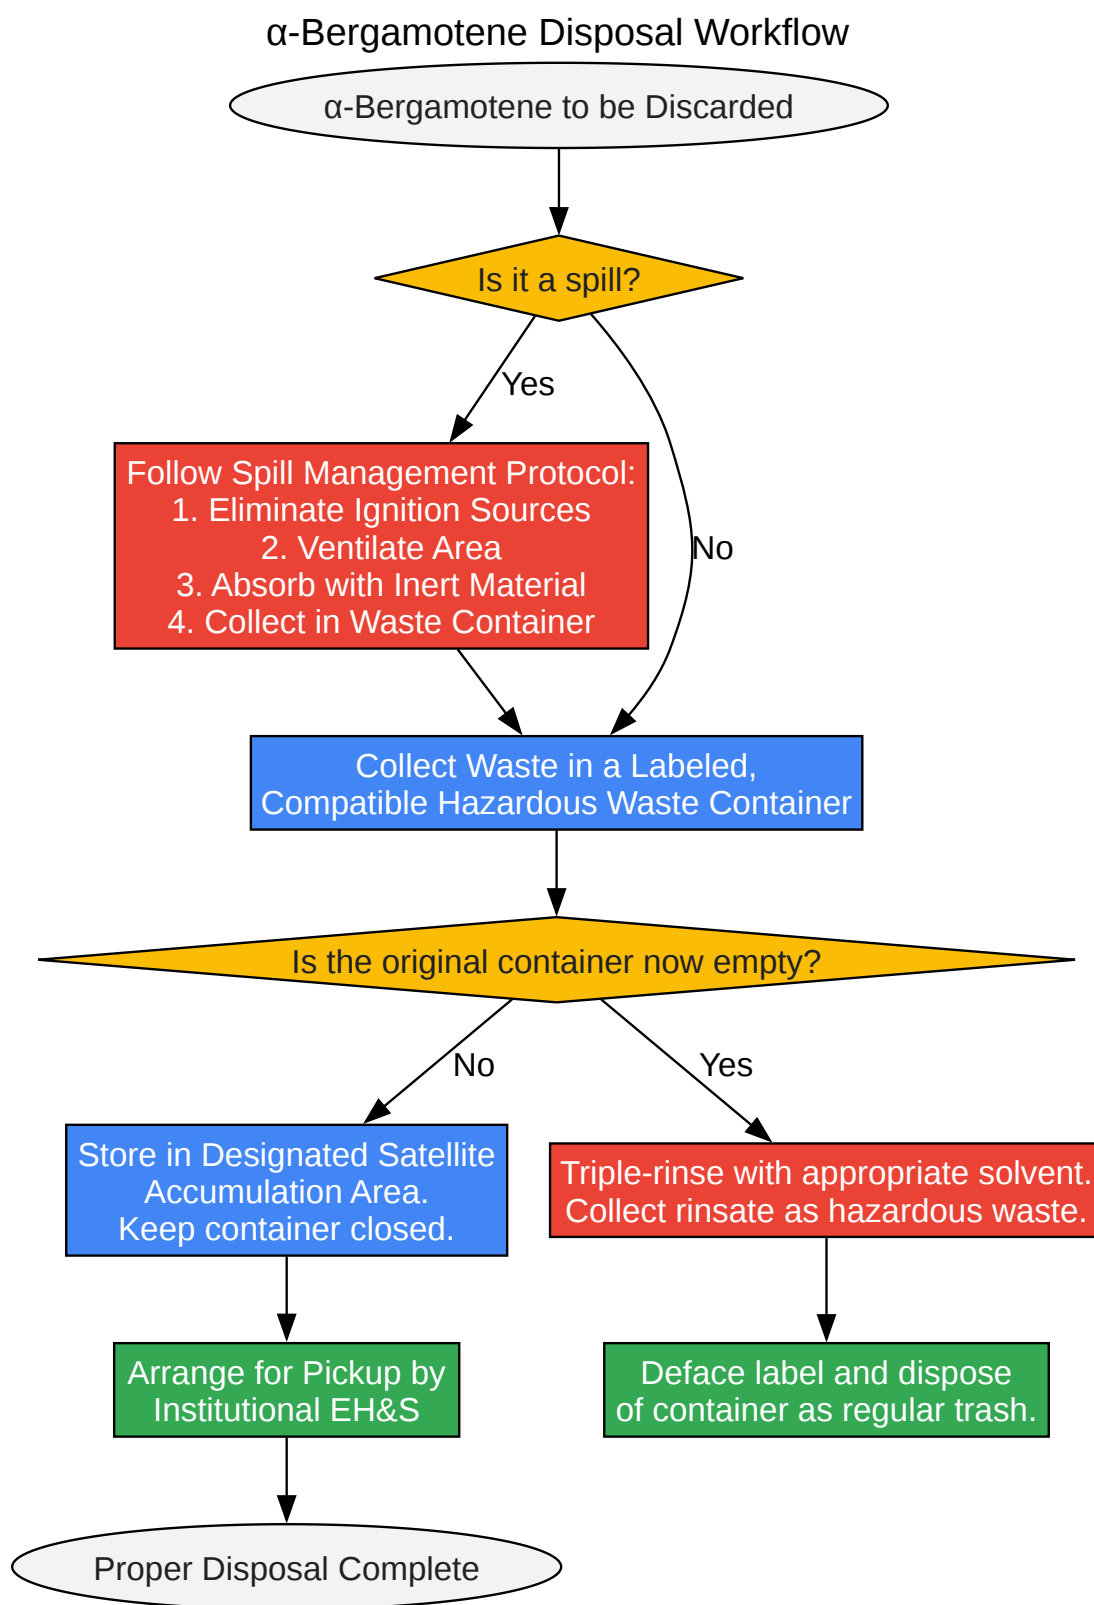 α-Bergamotene Disposal Workflow
α-Bergamotene to be Discarded
Is it a spill?
Yes
No
Follow Spill Management Protocol:
1. Eliminate Ignition Sources
2. Ventilate Area
3. Absorb with Inert Material
4. Collect in Waste Container
Collect Waste in a Labeled,
Compatible Hazardous Waste Container
Is the original container now empty?
No
Yes
Store in Designated Satellite
Accumulation Area.
Keep container closed.
Triple-rinse with appropriate solvent.
Collect rinsate as hazardous waste.
Arrange for Pickup by
Institutional EH&S
Deface label and dispose
of container as regular trash.
Proper Disposal Complete